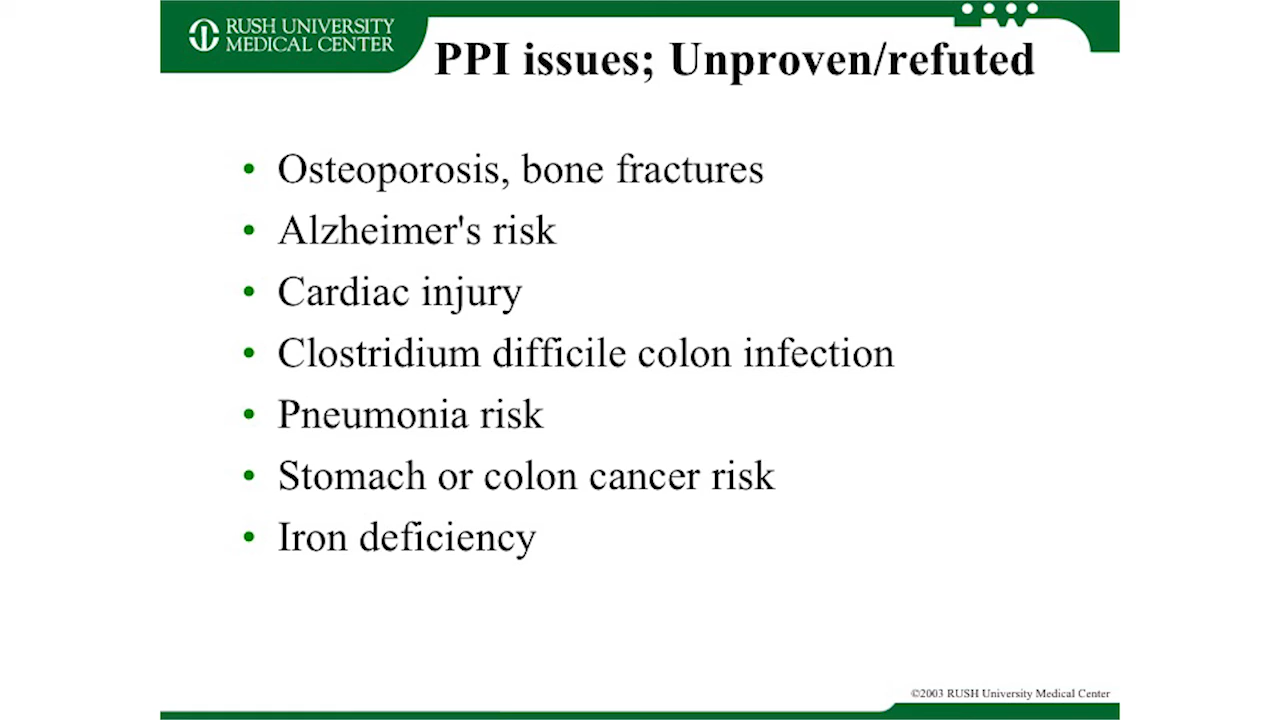 RUSH UNIVERSITY
MEDICAL CENTER
PPI issues; Unproven/refuted
• Osteoporosis, bone fractures
• Alzheimer's risk
• Cardiac injury
• Clostridium difficile colon infection
• Pneumonia risk
• Stomach or colon cancer risk
• Iron deficiency
©2003 RUSH University Medical Center